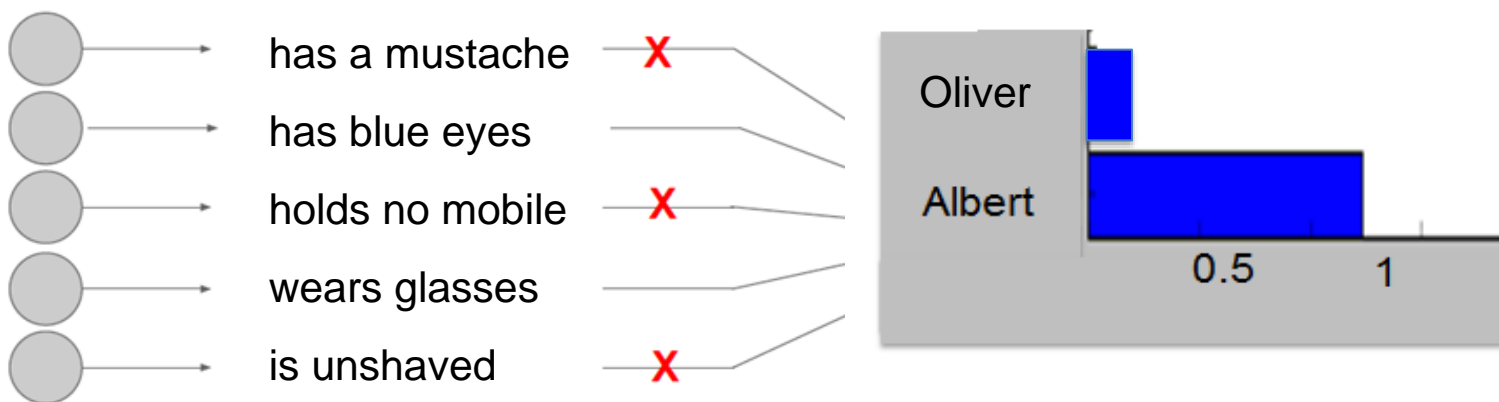 has a mustache
X
has blue eyes
holds no mobile
X
wears glasses
is unshaved
X
Oliver
Albert
0.5
1